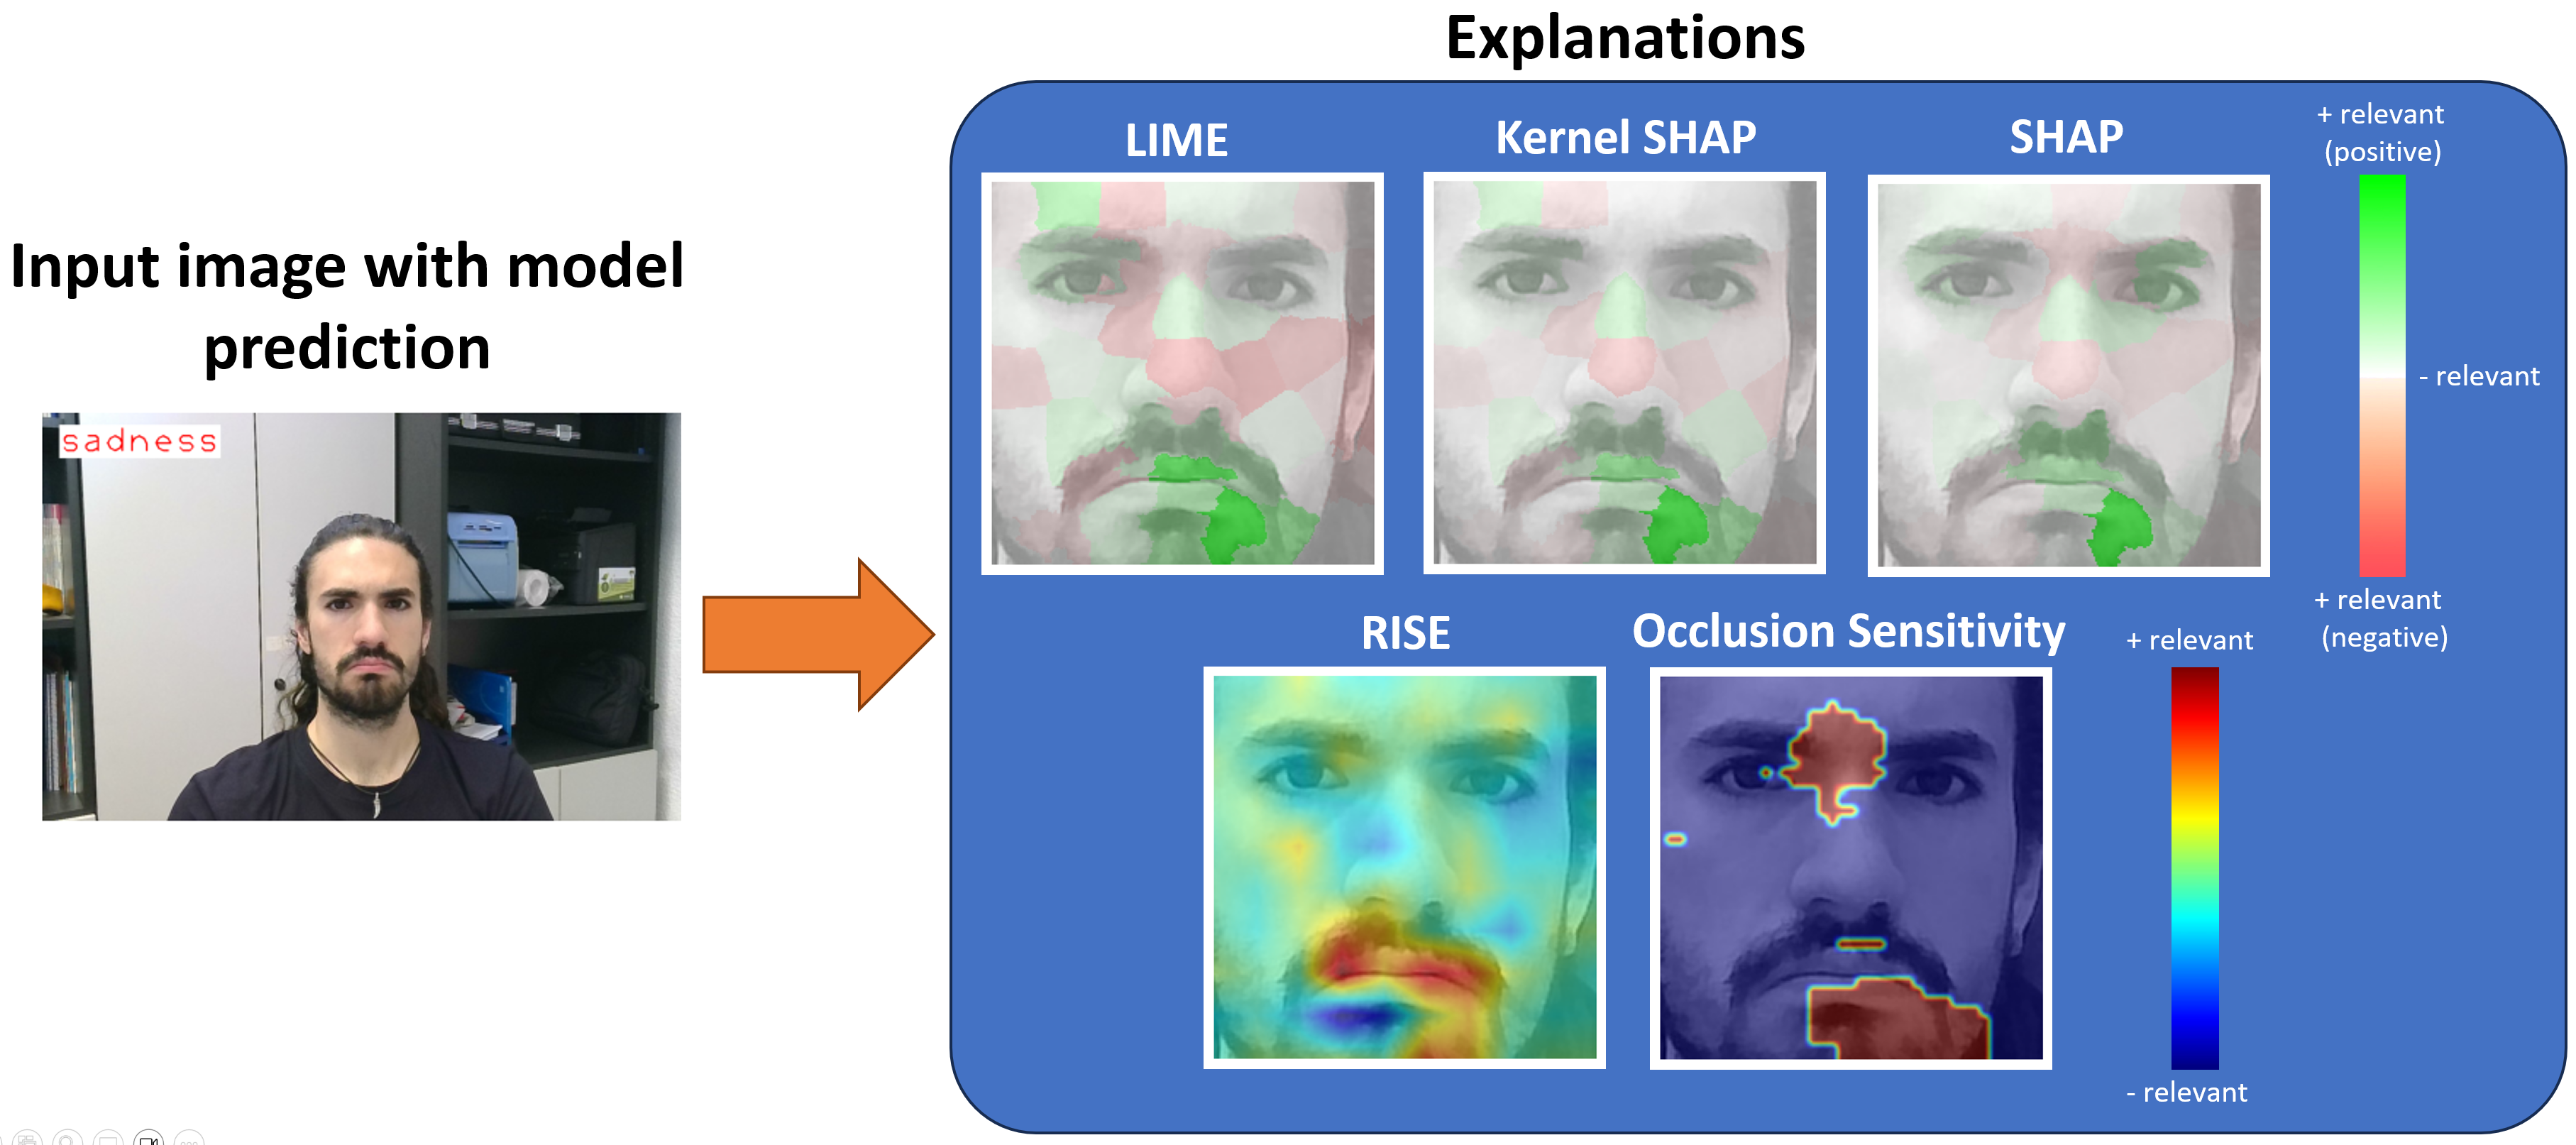 Explanations
Input image with model
prediction
sadness
LIME
Kernel SHAP
SHAP
+ relevant
(positive)
- relevant
+ relevant
(negative)
RISE
Occlusion Sensitivity
+ relevant
- relevant